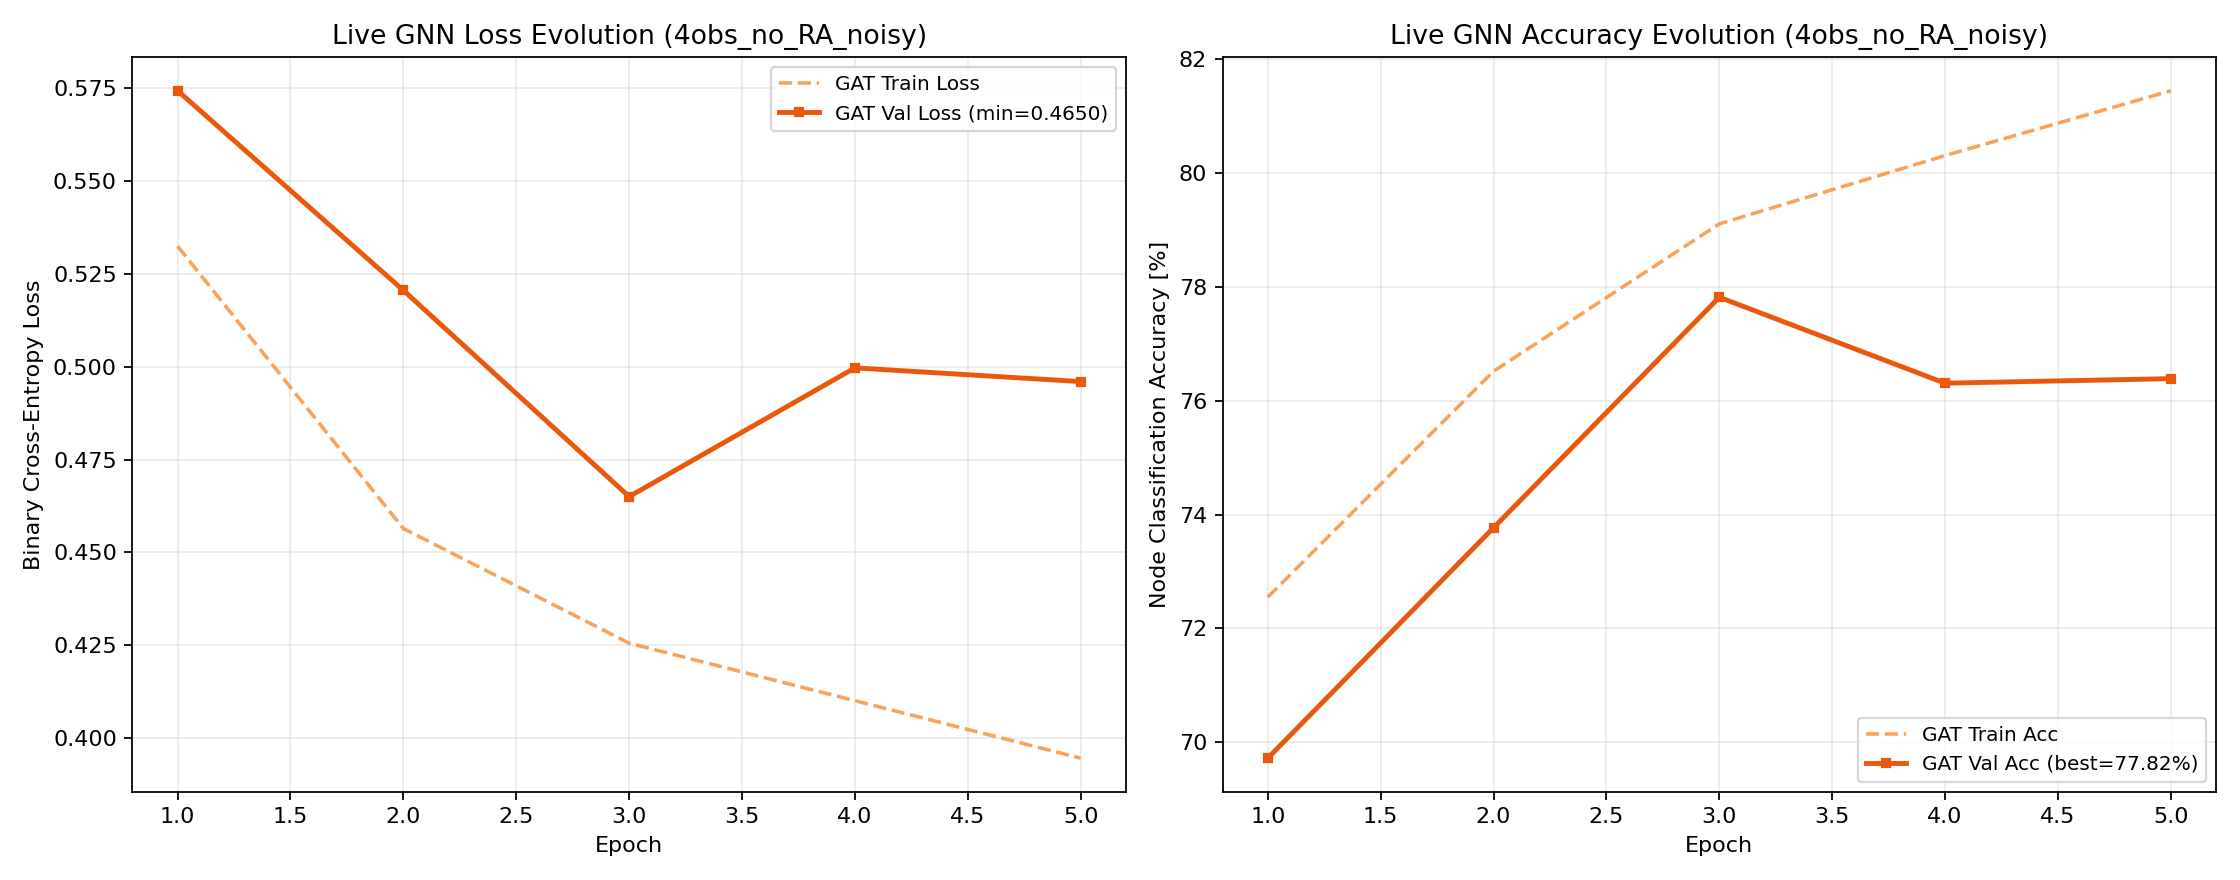 Live GNN Loss Evolution (4obs_no_RA_noisy)
Binary Cross-Entropy Loss
0.575
0.550
0.525
0.500
0.475
0.450
0.425
0.400
GAT Train Loss
GAT Val Loss (min=0.4650)
1.0 1.5 2.0 2.5 3.0 3.5 4.0 4.5 5.0
Epoch
Live GNN Accuracy Evolution (4obs_no_RA_noisy)
Node Classification Accuracy [%]
82
80
78
76
74
72
70
GAT Train Acc
GAT Val Acc (best=77.82%)
1.0 1.5 2.0 2.5 3.0 3.5 4.0 4.5 5.0
Epoch